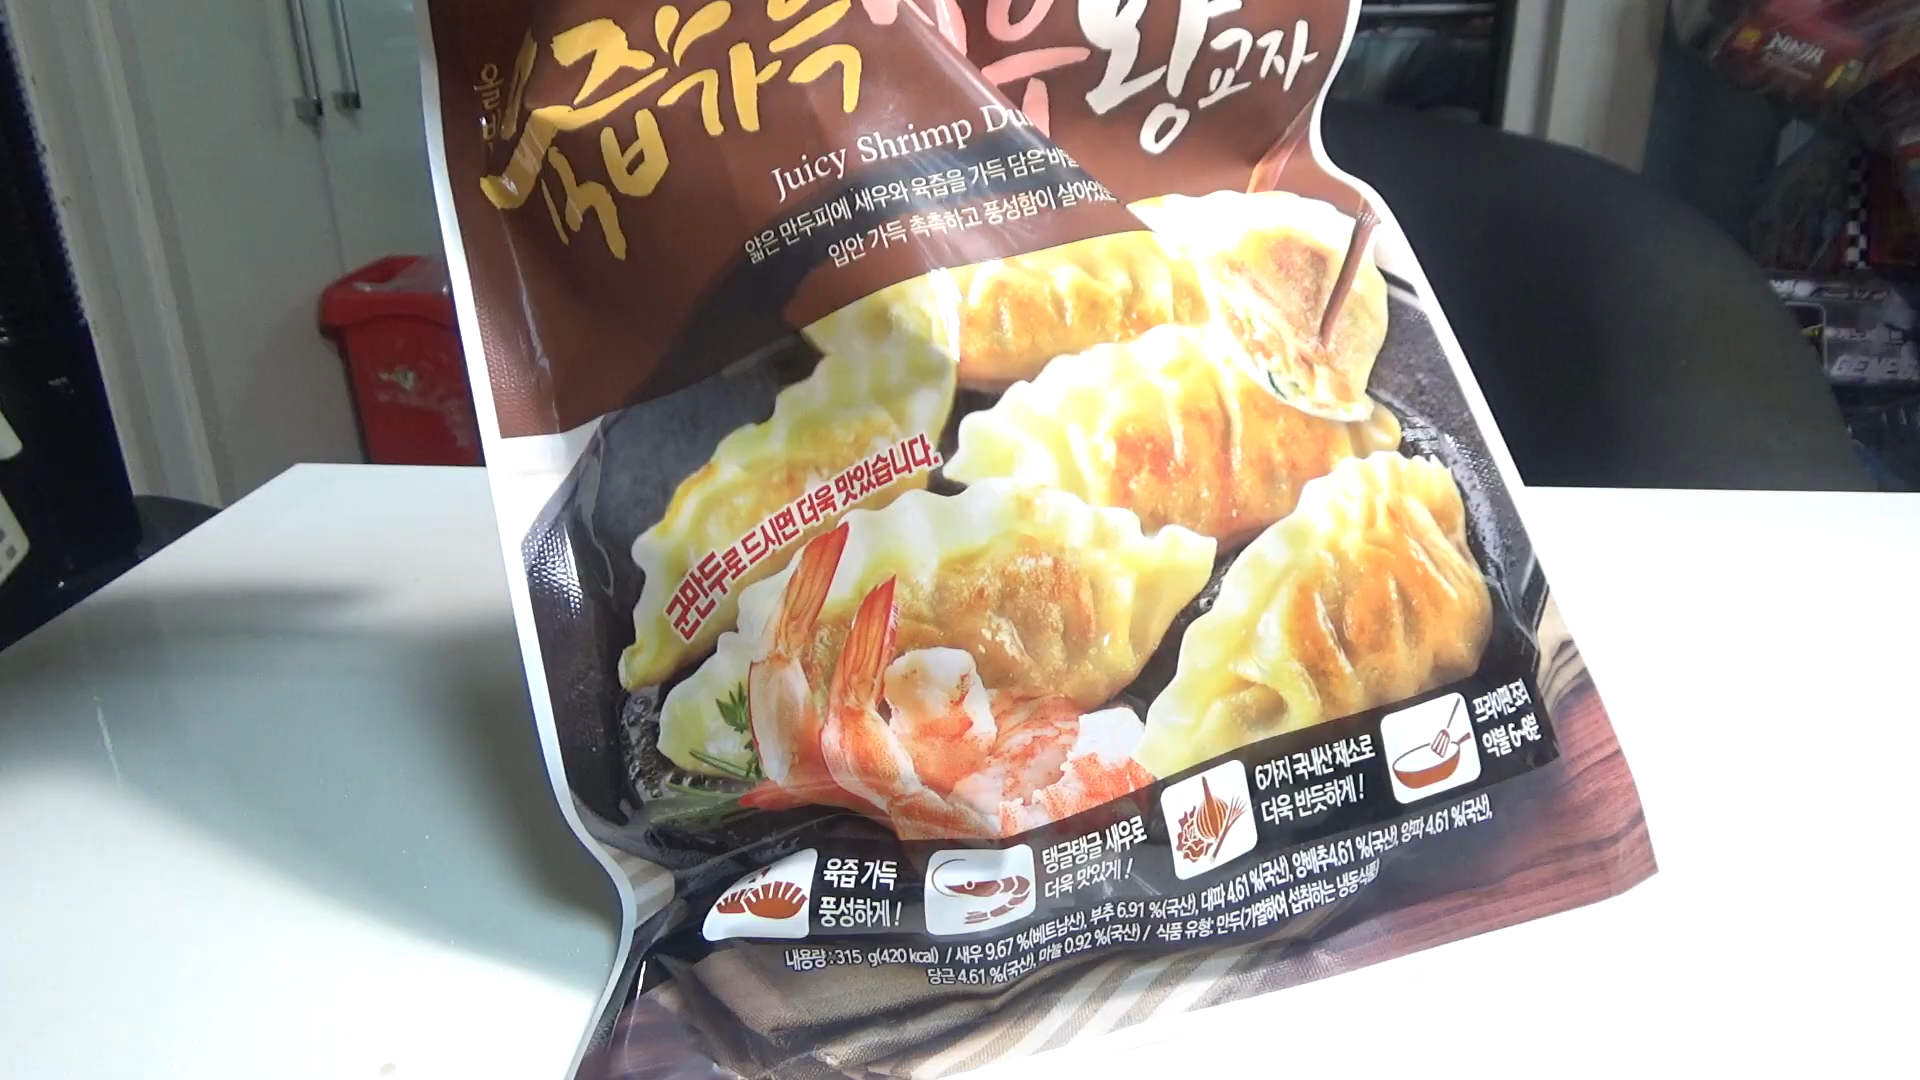 육즙가득 새우 왕교자
Juicy Shrimp
얇은 만두피에 새우와 육즙을 가득 담은
입안 가득 촉촉하고 풍성함이 살아있는
군만두로 드시면 더욱 맛있습니다.
육즙 가득
풍성하게!
탱글탱글 새우로
더욱 맛있게!
6가지 국내산 채소로
더욱 반듯하게!
프라이팬 조리
약불 6~8분
내용량:315 g(420 kcal) / 새우 9.67 %(베트남산), 부추 6.91 %(국산), 대파 4.61 %(국산), 양배추4.61 %(국산), 양파 4.61 %(국산),
당근 4.61 %(국산), 마늘 0.92 %(국산) / 식품 유형: 만두(가열하여 섭취하는 냉동식품)
NINJA